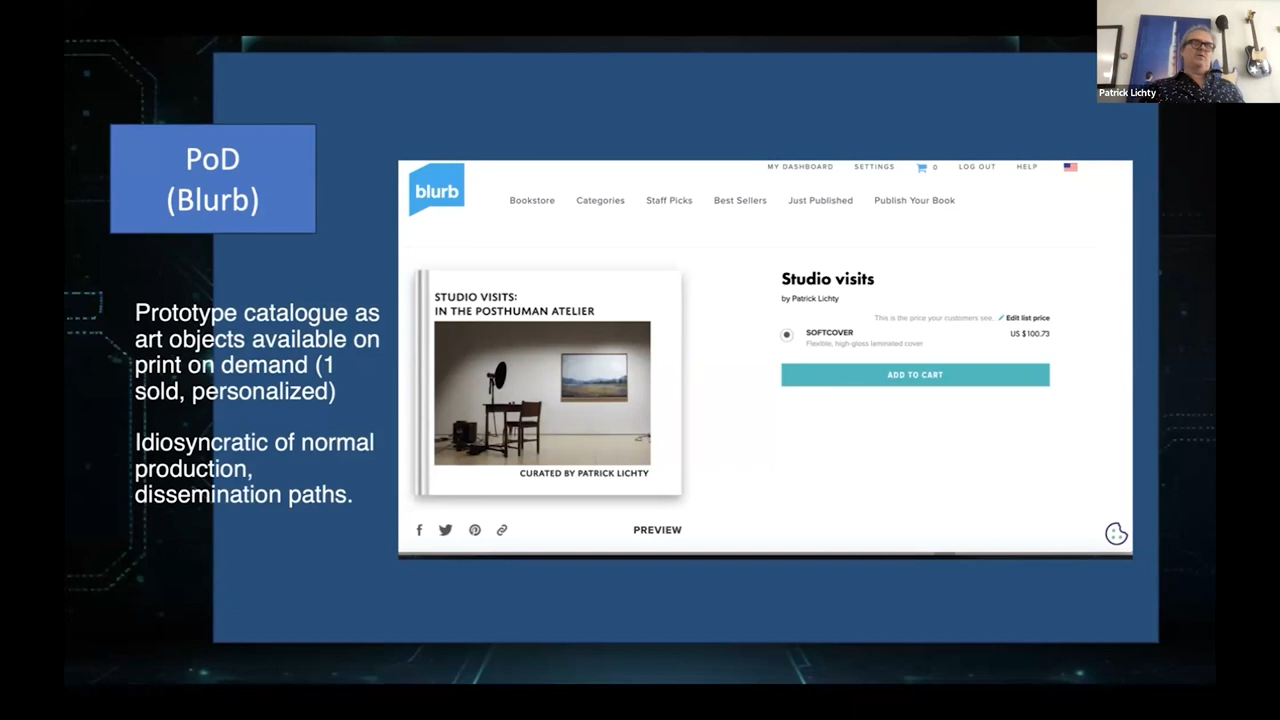 Patrick Lichty
PoD
(Blurb)
Prototype catalogue as
art objects available on
print on demand (1
sold, personalized)
Idiosyncratic of normal
production,
dissemination paths.
blurb
MY DASHBOARD SETTINGS 0 LOG OUT HELP
Bookstore Categories Staff Picks Best Sellers Just Published Publish Your Book
STUDIO VISITS:
IN THE POSTHUMAN ATELIER
CURATED BY PATRICK LICHTY
PREVIEW
Studio visits
by Patrick Lichty
This is the price your customers see. Edit list price
SOFTCOVER US $100.73
Flexible, high-gloss laminated cover
ADD TO CART